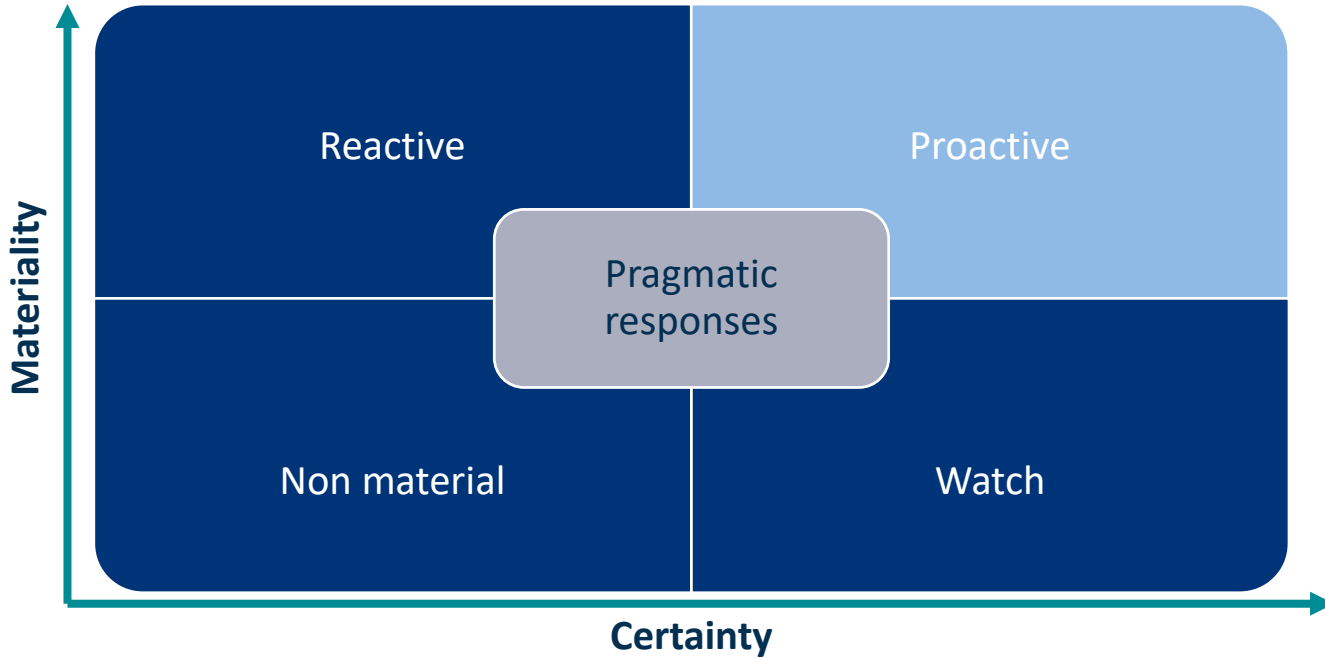 Materiality
Reactive
Proactive
Pragmatic
responses
Non material
Watch
Certainty